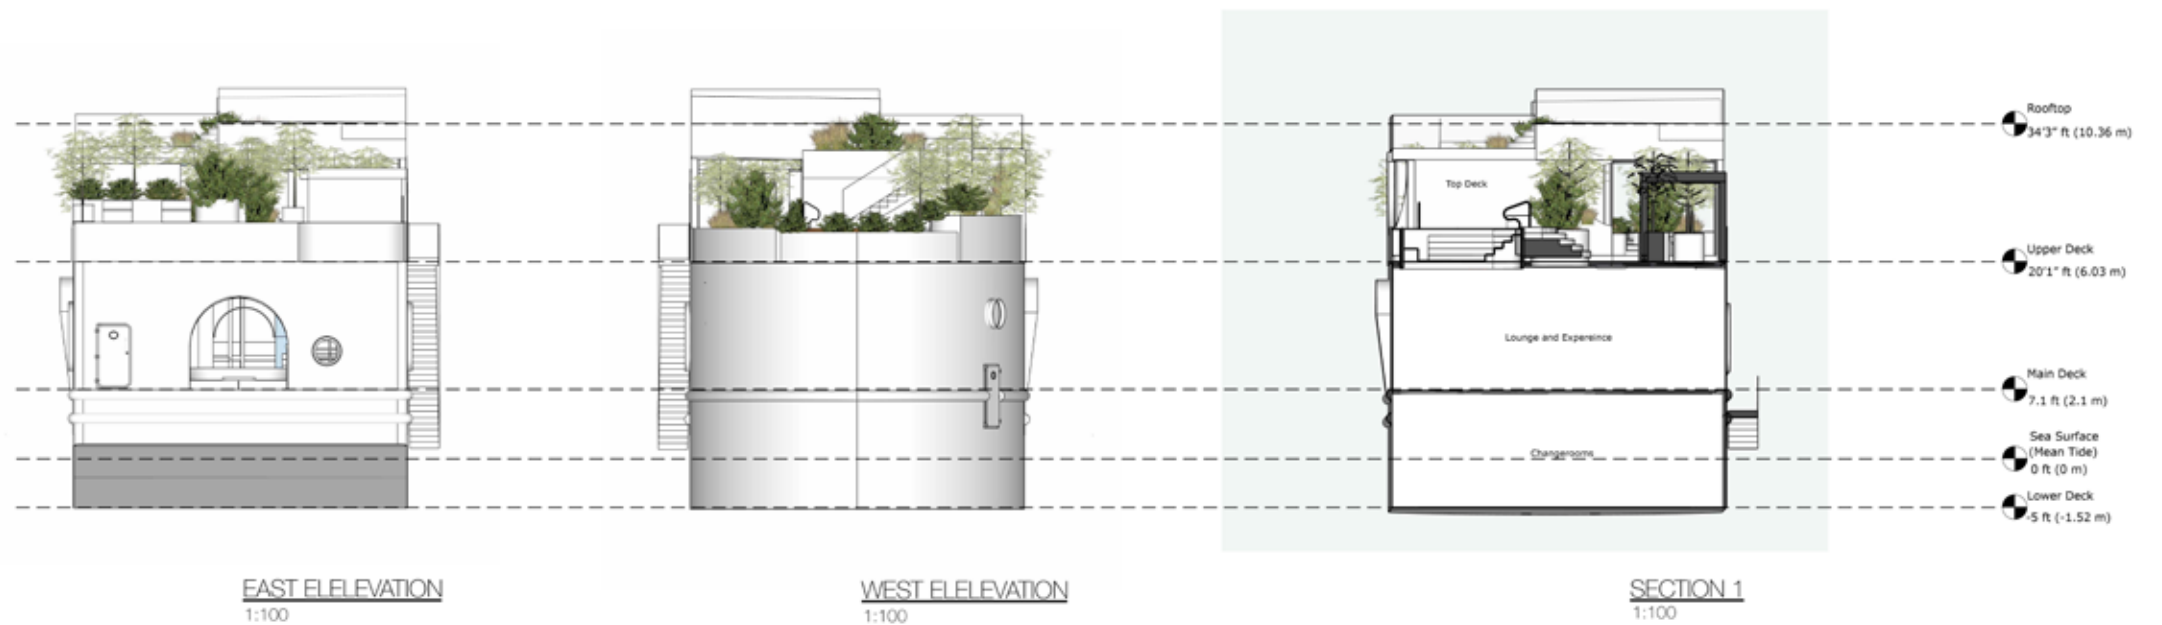 Rooftop
34'3" ft (10.36 m)
Top Deck
Upper Deck
20'1" ft (6.03 m)
Lounge and Expereince
Main Deck
7.1 ft (2.1 m)
Sea Surface
(Mean Tide)
0 ft (0 m)
Changerooms
Lower Deck
-5 ft (-1.52 m)
EAST ELELEVATION
1:100
WEST ELELEVATION
1:100
SECTION 1
1:100